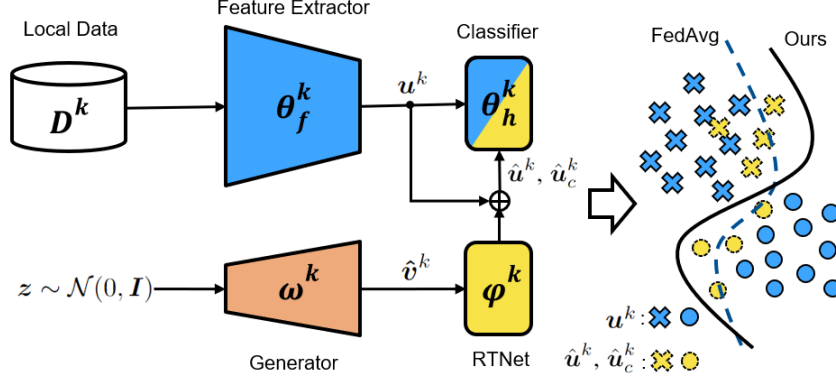 Feature Extractor
Local Data
Classifier
FedAvg
Ours
D^k
θ_f^k
u^k
θ_h^k
û^k, û_c^k
⊕
z ∼ N(0, I)
ω^k
v̂^k
φ^k
Generator
RTNet
u^k:
û^k, û_c^k: